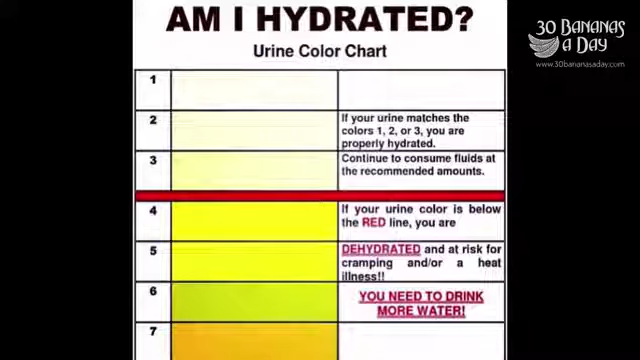 AM I HYDRATED?
Urine Color Chart
30 BANANAS
A DAY
www.30bananasaday.com
1
2
If your urine matches the
colors 1, 2, or 3, you are
properly hydrated.
3
Continue to consume fluids at
the recommended amounts.
4
If your urine color is below
the RED line, you are
5
DEHYDRATED and at risk for
cramping and/or a heat
illness!!
6
YOU NEED TO DRINK
MORE WATER!
7